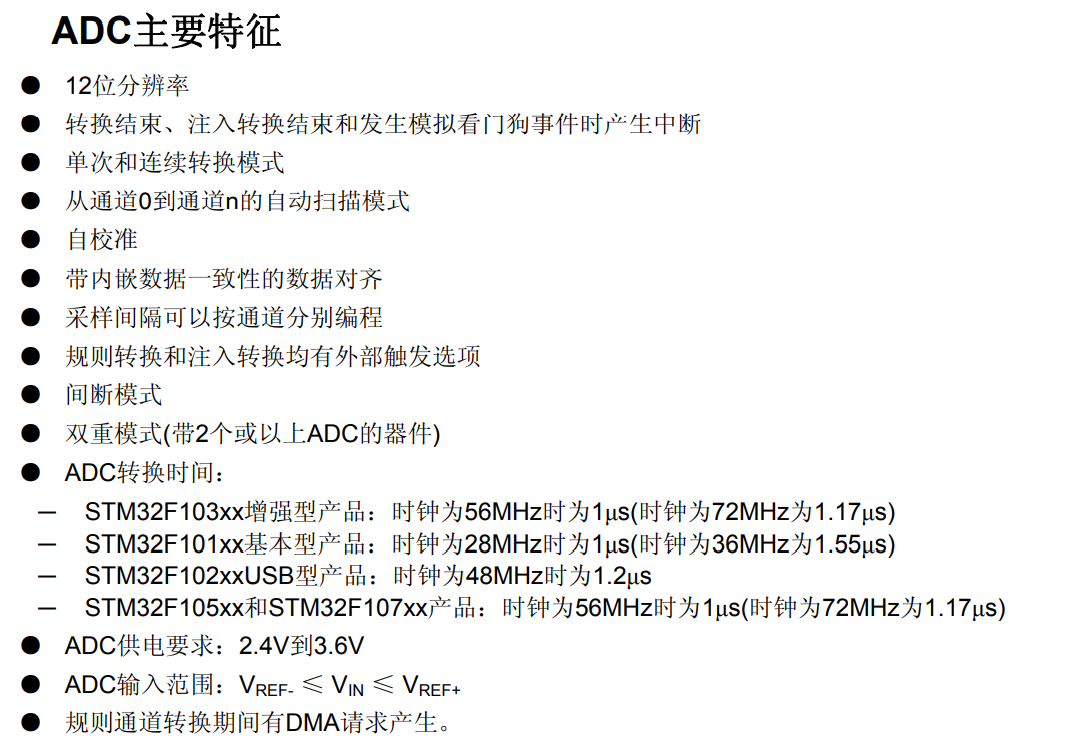 ADC主要特征
● 12位分辨率
● 转换结束、注入转换结束和发生模拟看门狗事件时产生中断
● 单次和连续转换模式
● 从通道0到通道n的自动扫描模式
● 自校准
● 带内嵌数据一致性的数据对齐
● 采样间隔可以按通道分别编程
● 规则转换和注入转换均有外部触发选项
● 间断模式
● 双重模式(带2个或以上ADC的器件)
● ADC转换时间：
─ STM32F103xx增强型产品：时钟为56MHz时为1μs(时钟为72MHz为1.17μs)
─ STM32F101xx基本型产品：时钟为28MHz时为1μs(时钟为36MHz为1.55μs)
─ STM32F102xxUSB型产品：时钟为48MHz时为1.2μs
─ STM32F105xx和STM32F107xx产品：时钟为56MHz时为1μs(时钟为72MHz为1.17μs)
● ADC供电要求：2.4V到3.6V
● ADC输入范围：VREF- ≤ VIN ≤ VREF+
● 规则通道转换期间有DMA请求产生。